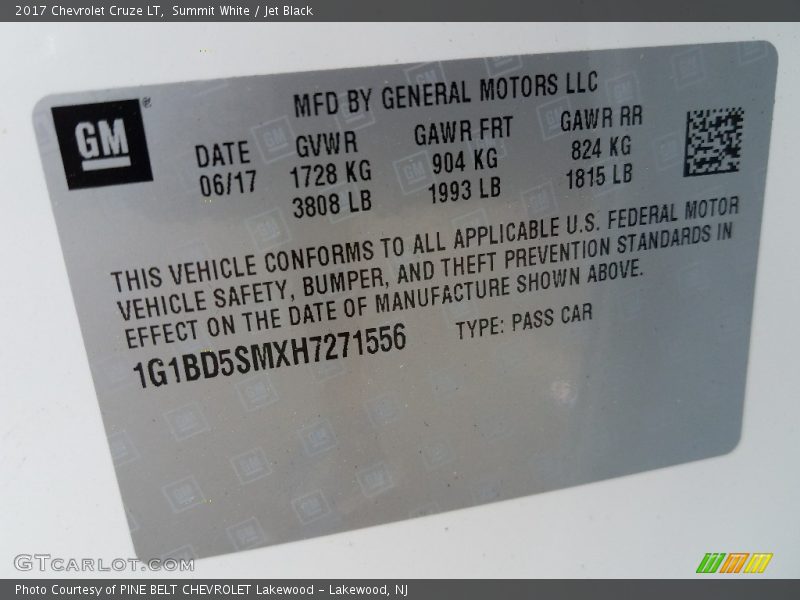 2017 Chevrolet Cruze LT,  Summit White / Jet Black
GM
MFD BY GENERAL MOTORS LLC
DATE GVWR GAWR FRT GAWR RR
06/17 1728 KG 904 KG 824 KG
3808 LB 1993 LB 1815 LB
THIS VEHICLE CONFORMS TO ALL APPLICABLE U.S. FEDERAL MOTOR
VEHICLE SAFETY, BUMPER, AND THEFT PREVENTION STANDARDS IN
EFFECT ON THE DATE OF MANUFACTURE SHOWN ABOVE.
1G1BD5SMXH7271556 TYPE: PASS CAR
GTcarlot.com
Photo Courtesy of PINE BELT CHEVROLET Lakewood - Lakewood, NJ